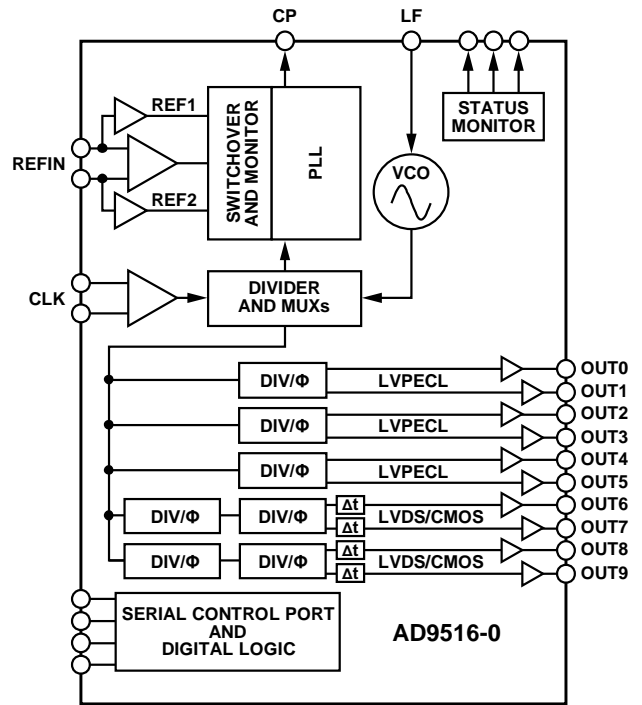 CP
LF
REF1
REFIN
REF2
SWITCHOVER
AND MONITOR
PLL
STATUS
MONITOR
VCO
CLK
DIVIDER
AND MUXs
DIV/Φ
LVPECL
OUT0
OUT1
DIV/Φ
LVPECL
OUT2
OUT3
DIV/Φ
LVPECL
OUT4
OUT5
DIV/Φ
DIV/Φ
Δt
Δt
LVDS/CMOS
OUT6
OUT7
DIV/Φ
DIV/Φ
Δt
Δt
LVDS/CMOS
OUT8
OUT9
SERIAL CONTROL PORT
AND
DIGITAL LOGIC
AD9516-0